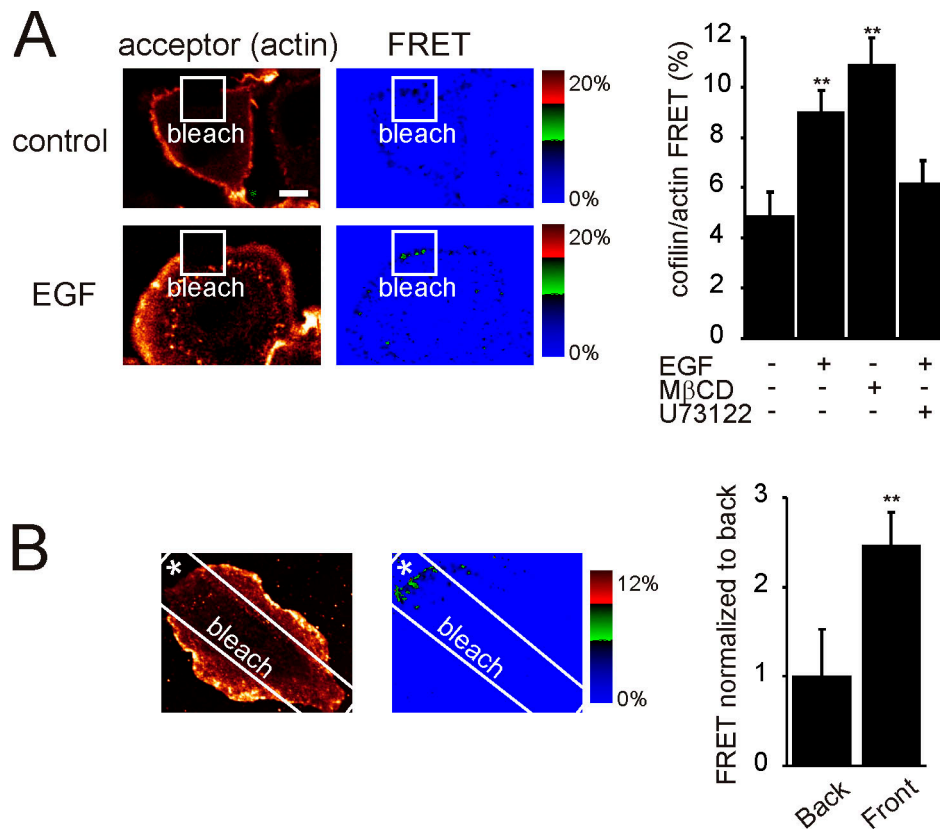 A
acceptor (actin) FRET
control
bleach
bleach
20%
0%
*
EGF
bleach
bleach
20%
0%
cofilin/actin FRET (%)
12
10
8
6
4
2
0
** **
EGF - + - +
MβCD - - + -
U73122 - - - +
B
*
bleach
*
bleach
12%
0%
FRET normalized to back
3
2
1
0
**
Back Front